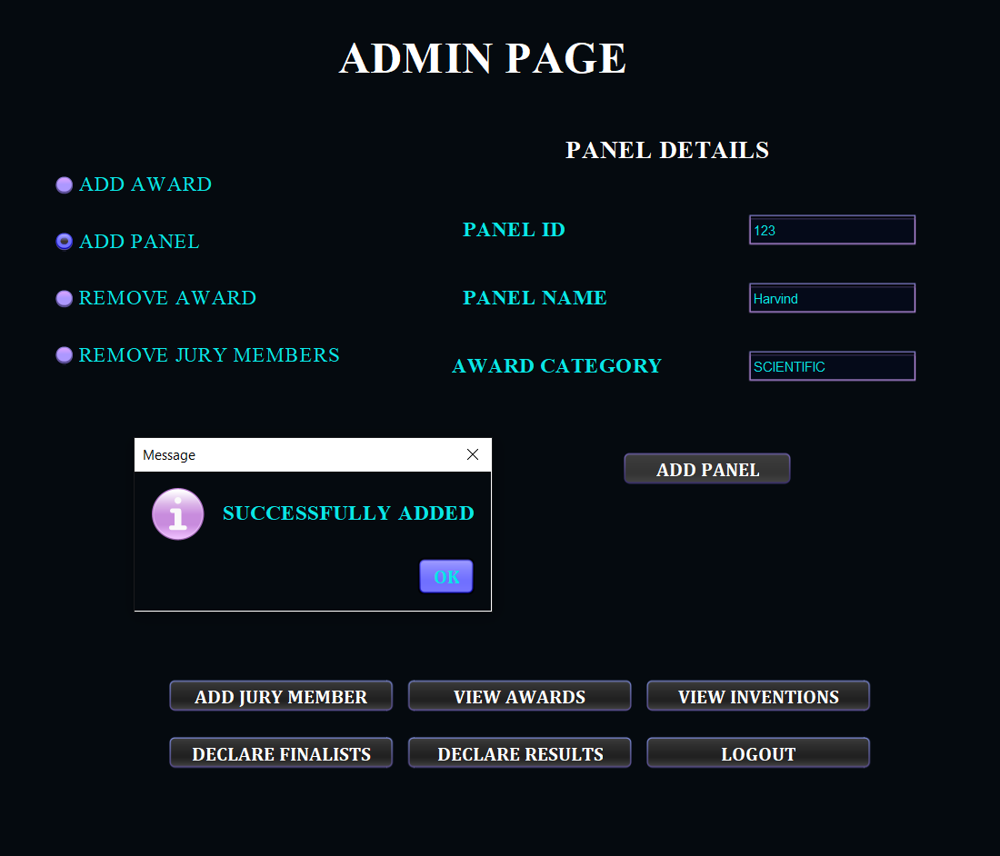 ADMIN PAGE
PANEL DETAILS
ADD AWARD
ADD PANEL
REMOVE AWARD
REMOVE JURY MEMBERS
PANEL ID
123
PANEL NAME
Harvind
AWARD CATEGORY
SCIENTIFIC
ADD PANEL
Message
SUCCESSFULLY ADDED
OK
ADD JURY MEMBER
VIEW AWARDS
VIEW INVENTIONS
DECLARE FINALISTS
DECLARE RESULTS
LOGOUT